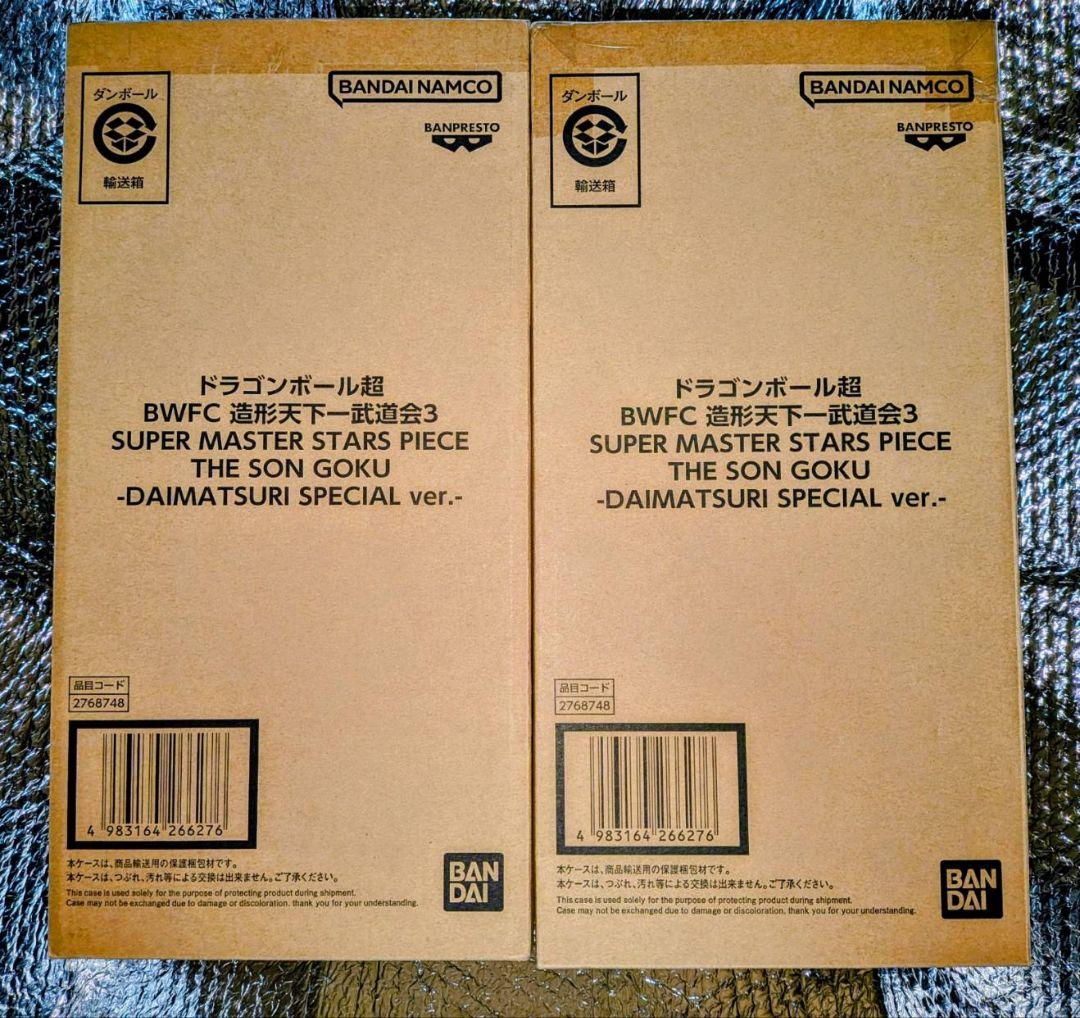 ダンボール
輸送箱
BANDAI NAMCO
BANPRESTO
ドラゴンボール超
BWFC 造形天下一武道会3
SUPER MASTER STARS PIECE
THE SON GOKU
-DAIMATSURI SPECIAL ver.-
品目コード
2768748
4 983164 266276
本ケースは、商品輸送用の保護梱包材です。
本ケースは、つぶれ、汚れ等による交換は出来ません。ご了承ください。
This case is used solely for the purpose of protecting product during shipment.
Case may not be exchanged due to damage or discoloration. thank you for your understanding.
BAN
DAI
ダンボール
輸送箱
BANDAI NAMCO
BANPRESTO
ドラゴンボール超
BWFC 造形天下一武道会3
SUPER MASTER STARS PIECE
THE SON GOKU
-DAIMATSURI SPECIAL ver.-
品目コード
2768748
4 983164 266276
本ケースは、商品輸送用の保護梱包材です。
本ケースは、つぶれ、汚れ等による交換は出来ません。ご了承ください。
This case is used solely for the purpose of protecting product during shipment.
Case may not be exchanged due to damage or discoloration. thank you for your understanding.
BAN
DAI